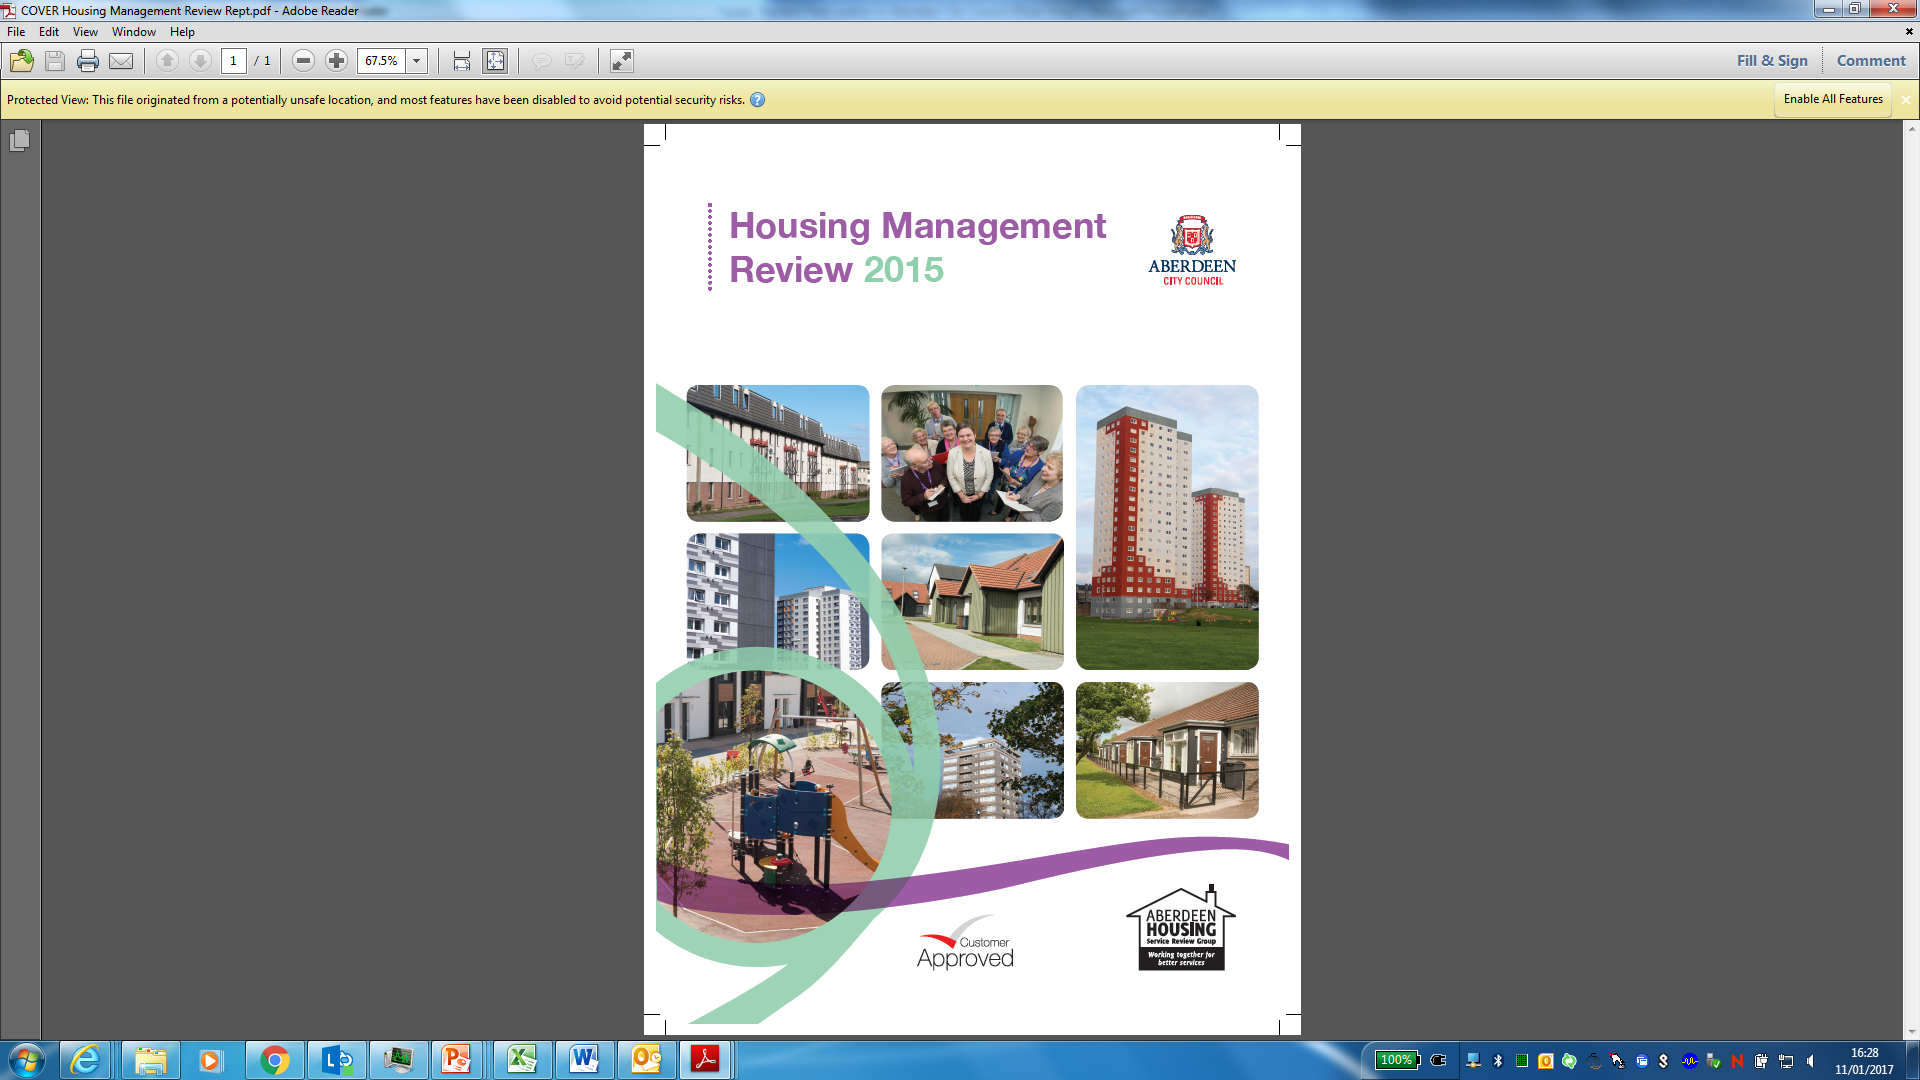 COVER Housing Management Review Rept.pdf - Adobe Reader
File Edit View Window Help
1 / 1
67.5%
Fill & Sign
Comment
Protected View: This file originated from a potentially unsafe location, and most features have been disabled to avoid potential security risks.
Enable All Features
Housing Management
Review 2015
ABERDEEN
CITY COUNCIL
Customer
Approved
ABERDEEN
HOUSING
Service Review Group
Working together for
better services
100%
16:28
11/01/2017